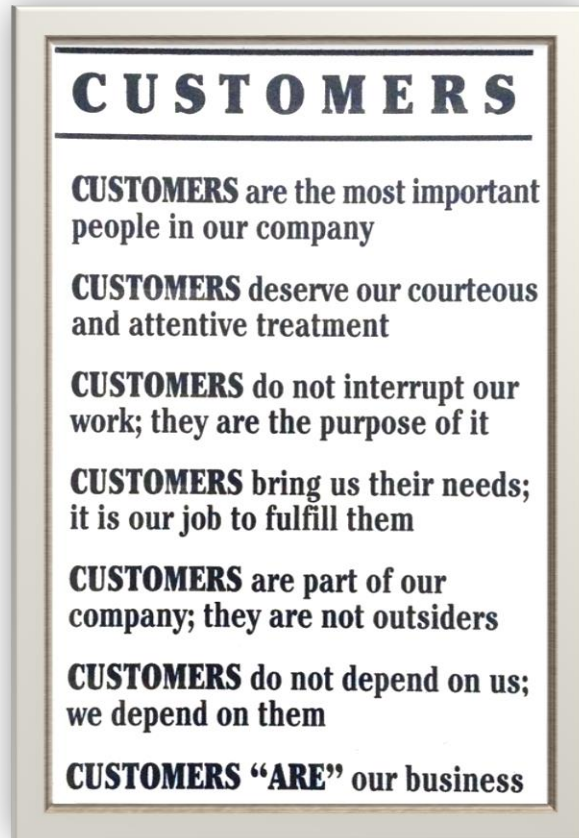 CUSTOMERS
CUSTOMERS are the most important
people in our company
CUSTOMERS deserve our courteous
and attentive treatment
CUSTOMERS do not interrupt our
work; they are the purpose of it
CUSTOMERS bring us their needs;
it is our job to fulfill them
CUSTOMERS are part of our
company; they are not outsiders
CUSTOMERS do not depend on us;
we depend on them
CUSTOMERS “ARE” our business